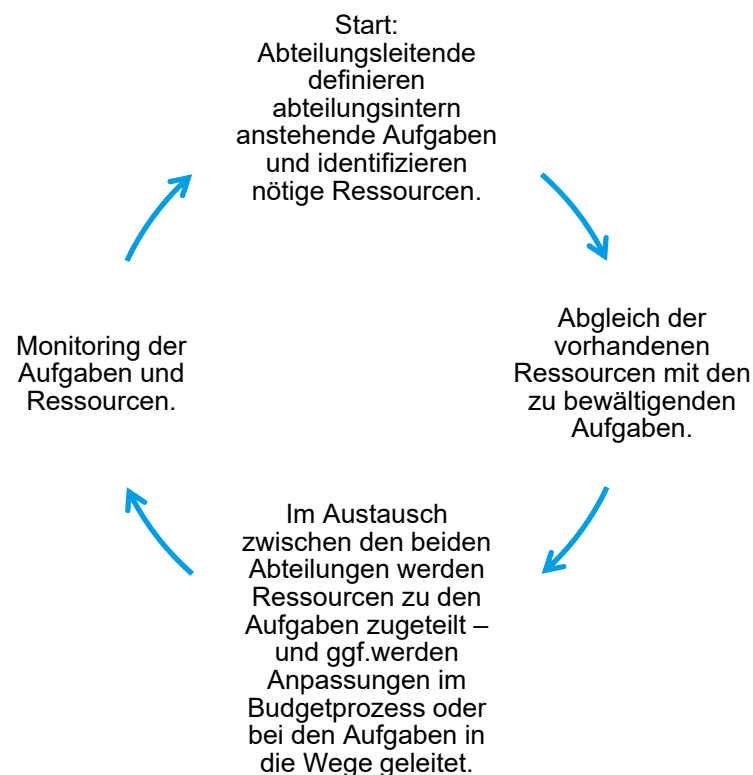 Start:
Abteilungsleitende
definieren
abteilungsintern
anstehende Aufgaben
und identifizieren
nötige Ressourcen.
Abgleich der
vorhandenen
Ressourcen mit den
zu bewältigenden
Aufgaben.
Im Austausch
zwischen den beiden
Abteilungen werden
Ressourcen zu den
Aufgaben zugeteilt –
und ggf.werden
Anpassungen im
Budgetprozess oder
bei den Aufgaben in
die Wege geleitet.
Monitoring der
Aufgaben und
Ressourcen.